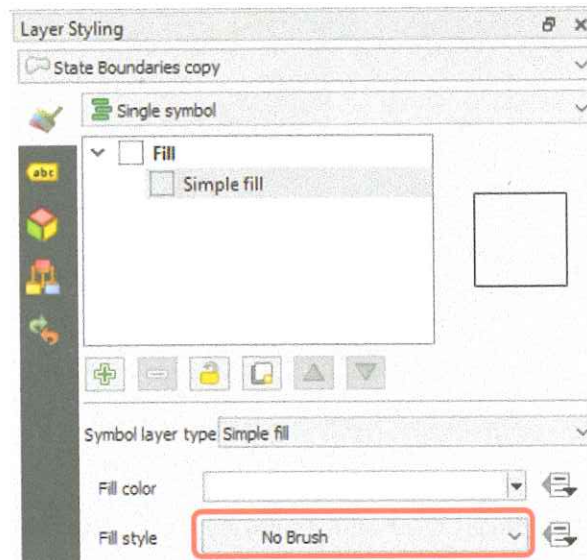 Layer Styling
State Boundaries copy
Single symbol
abc
Fill
Simple fill
Symbol layer type Simple fill
Fill color
Fill style No Brush